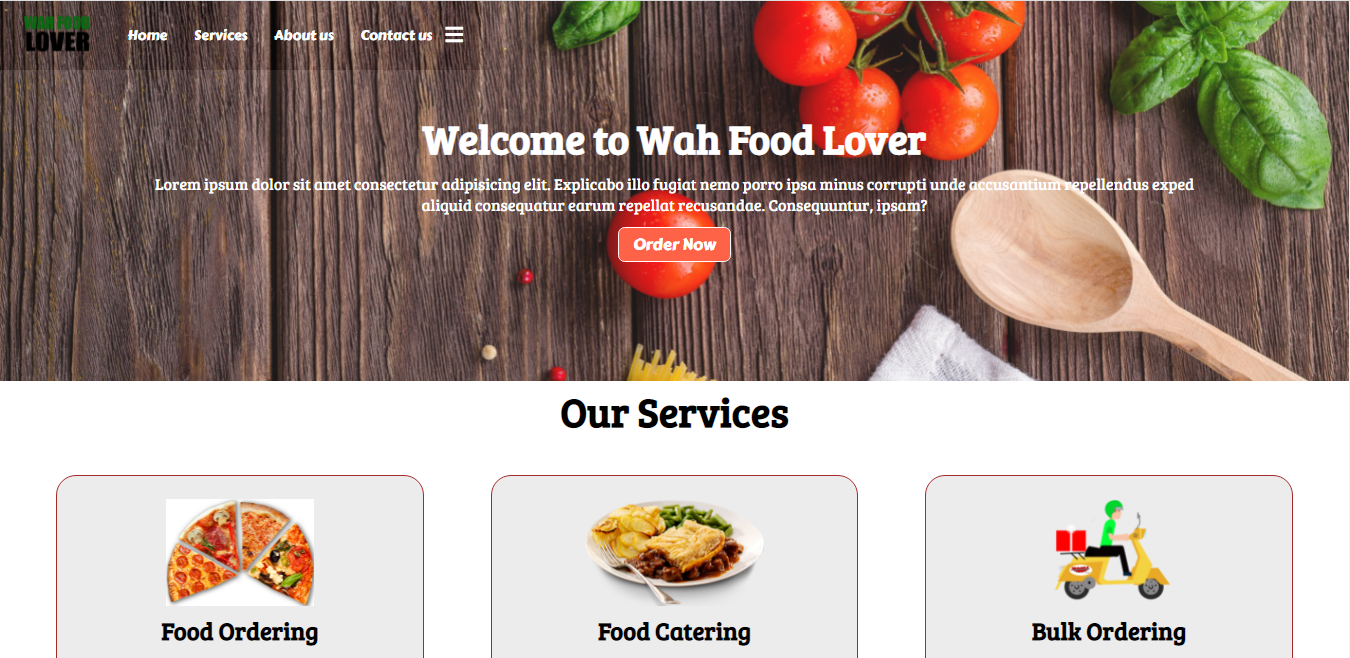 WAH FOOD
LOVER
Home Services About us Contact us
Welcome to Wah Food Lover
Lorem ipsum dolor sit amet consectetur adipisicing elit. Explicabo illo fugiat nemo porro ipsa minus corrupti unde accusantium repellendus exped
aliquid consequatur earum repellat recusandae. Consequuntur, ipsam?
Order Now
Our Services
Food Ordering Food Catering Bulk Ordering